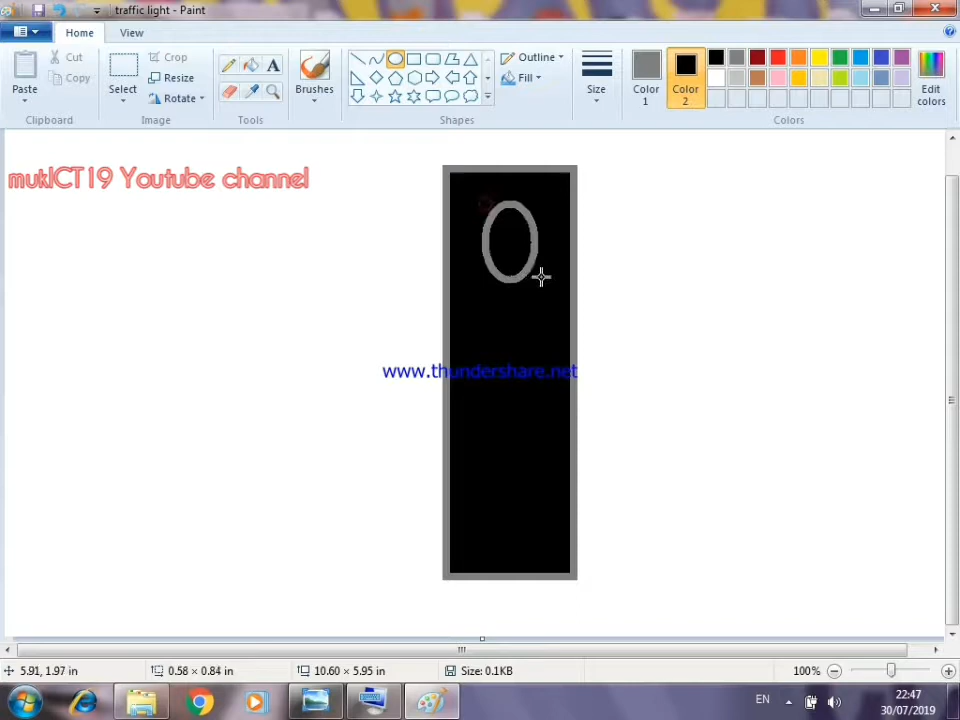 traffic light - Paint
Home View
Cut
Copy
Paste
Clipboard
Crop
Resize
Rotate
Select
Image
A
Tools
Brushes
Outline
Fill
Shapes
Size
Color 1
Color 2
Edit colors
Colors
mukICT19 Youtube channel
www.thundershare.net
5.91, 1.97 in
0.58 × 0.84 in
10.60 × 5.95 in
Size: 0.1KB
100%
EN
22:47
30/07/2019